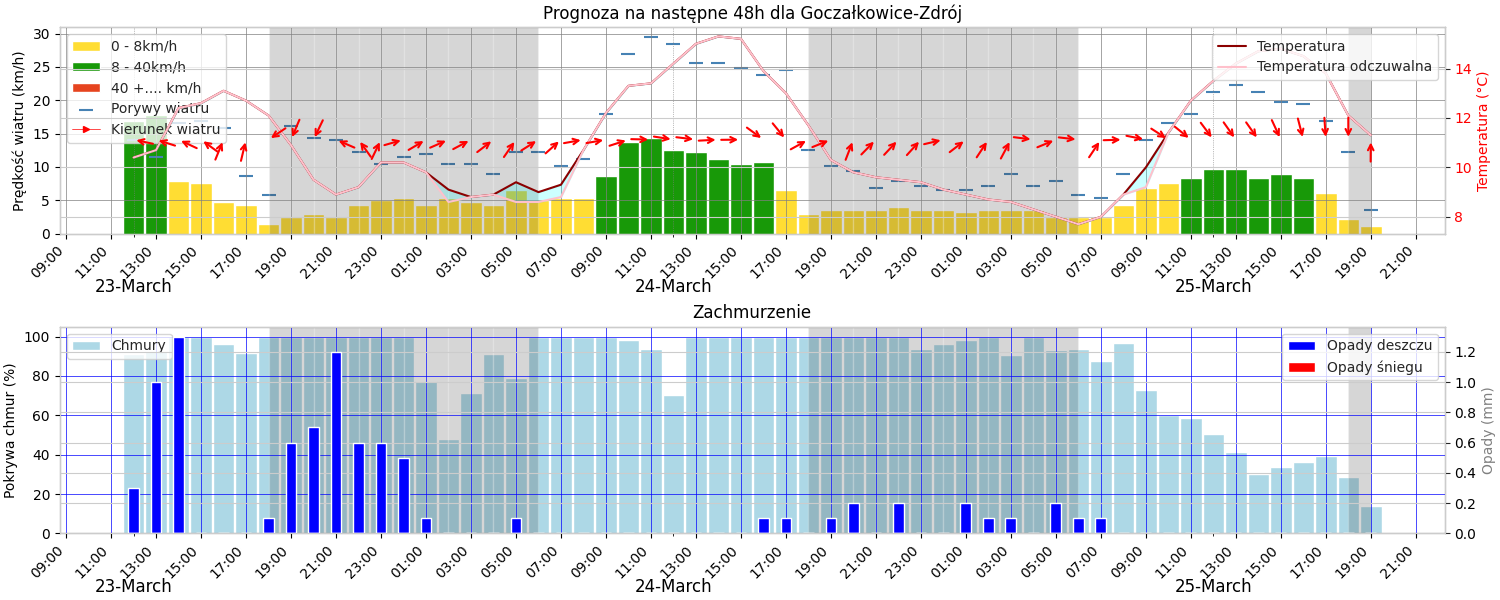 Prognoza na następne 48h dla Goczałkowice-Zdrój
Prędkość wiatru (km/h)
30
25
20
15
10
5
0
0 - 8km/h
8 - 40km/h
40 +.... km/h
Porywy wiatru
Kierunek wiatru
Temperatura
Temperatura odczuwalna
14
12
10
8
Temperatura (°C)
09:00 11:00 13:00 15:00 17:00 19:00 21:00 23:00 01:00 03:00 05:00 07:00 09:00 11:00 13:00 15:00 17:00 19:00 21:00 23:00 01:00 03:00 05:00 07:00 09:00 11:00 13:00 15:00 17:00 19:00 21:00
23-March 24-March 25-March
Zachmurzenie
Pokrywa chmur (%)
100
80
60
40
20
0
Chmury
Opady deszczu
Opady śniegu
1.2
1.0
0.8
0.6
0.4
0.2
0.0
Opady (mm)
09:00 11:00 13:00 15:00 17:00 19:00 21:00 23:00 01:00 03:00 05:00 07:00 09:00 11:00 13:00 15:00 17:00 19:00 21:00 23:00 01:00 03:00 05:00 07:00 09:00 11:00 13:00 15:00 17:00 19:00 21:00
23-March 24-March 25-March